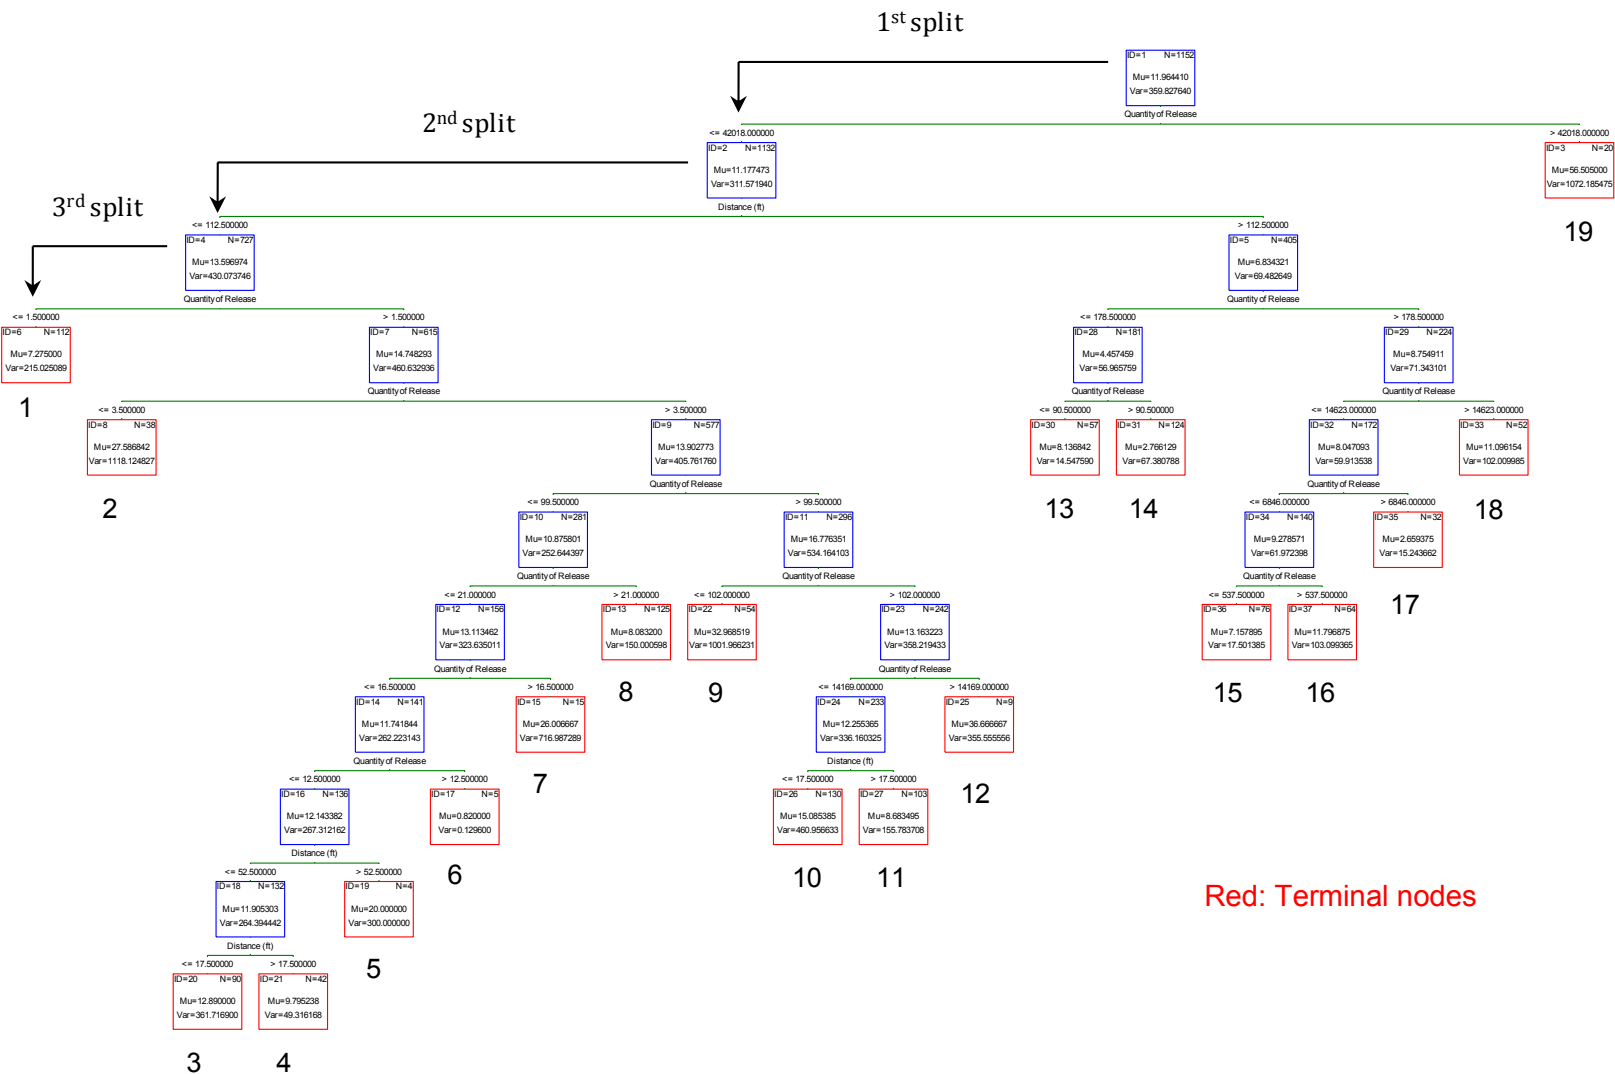 1st split
ID=1 N=1152
Mu=11.964410
Var=359.827640
Quantity of Release
2nd split
<= 42018.000000 > 42018.000000
ID=2 N=1132
Mu=11.177473
Var=311.571940
Distance (ft)
ID=3 N=20
Mu=56.505000
Var=1072.185475
19
3rd split
<= 112.500000 > 112.500000
ID=4 N=727
Mu=13.596974
Var=430.073746
Quantity of Release
ID=5 N=405
Mu=6.834321
Var=69.482649
Quantity of Release
<= 1.500000 > 1.500000
ID=6 N=112
Mu=7.275000
Var=215.025089
1
ID=7 N=615
Mu=14.748293
Var=460.632936
Quantity of Release
<= 178.500000 > 178.500000
ID=28 N=181
Mu=4.457459
Var=56.965759
Quantity of Release
ID=29 N=224
Mu=8.754911
Var=71.343101
Quantity of Release
<= 3.500000 > 3.500000
ID=8 N=38
Mu=27.586842
Var=1118.124827
2
ID=9 N=577
Mu=13.902773
Var=405.761760
Quantity of Release
<= 90.500000 > 90.500000
ID=30 N=57
Mu=8.136842
Var=14.547590
13
ID=31 N=124
Mu=2.766129
Var=67.380788
14
<= 14623.000000 > 14623.000000
ID=32 N=172
Mu=8.047093
Var=59.913538
Quantity of Release
ID=33 N=52
Mu=11.096154
Var=102.009985
18
<= 99.500000 > 99.500000
ID=10 N=281
Mu=10.875801
Var=252.644397
Quantity of Release
ID=11 N=296
Mu=16.776351
Var=534.164103
Quantity of Release
<= 6846.000000 > 6846.000000
ID=34 N=140
Mu=9.278571
Var=61.972398
Quantity of Release
ID=35 N=32
Mu=2.659375
Var=15.243662
17
<= 21.000000 > 21.000000
ID=12 N=156
Mu=13.113462
Var=323.635011
Quantity of Release
ID=13 N=125
Mu=8.083200
Var=150.000598
8
<= 102.000000 > 102.000000
ID=22 N=54
Mu=32.968519
Var=1001.966231
9
ID=23 N=242
Mu=13.163223
Var=358.219433
Quantity of Release
<= 537.500000 > 537.500000
ID=36 N=76
Mu=7.157895
Var=17.501385
15
ID=37 N=64
Mu=11.796875
Var=103.099365
16
<= 16.500000 > 16.500000
ID=14 N=141
Mu=11.741844
Var=262.223143
Quantity of Release
ID=15 N=15
Mu=26.006667
Var=716.987289
7
<= 14169.000000 > 14169.000000
ID=24 N=233
Mu=12.255365
Var=336.160325
Distance (ft)
ID=25 N=9
Mu=36.666667
Var=355.555556
12
<= 12.500000 > 12.500000
ID=16 N=136
Mu=12.143382
Var=267.312162
Distance (ft)
ID=17 N=5
Mu=0.820000
Var=0.129600
6
<= 17.500000 > 17.500000
ID=26 N=130
Mu=15.085385
Var=460.956633
10
ID=27 N=103
Mu=8.683495
Var=155.783708
11
<= 52.500000 > 52.500000
ID=18 N=132
Mu=11.905303
Var=264.394442
Distance (ft)
ID=19 N=4
Mu=20.000000
Var=300.000000
5
Red: Terminal nodes
<= 17.500000 > 17.500000
ID=20 N=90
Mu=12.890000
Var=361.716900
3
ID=21 N=42
Mu=9.795238
Var=49.316168
4